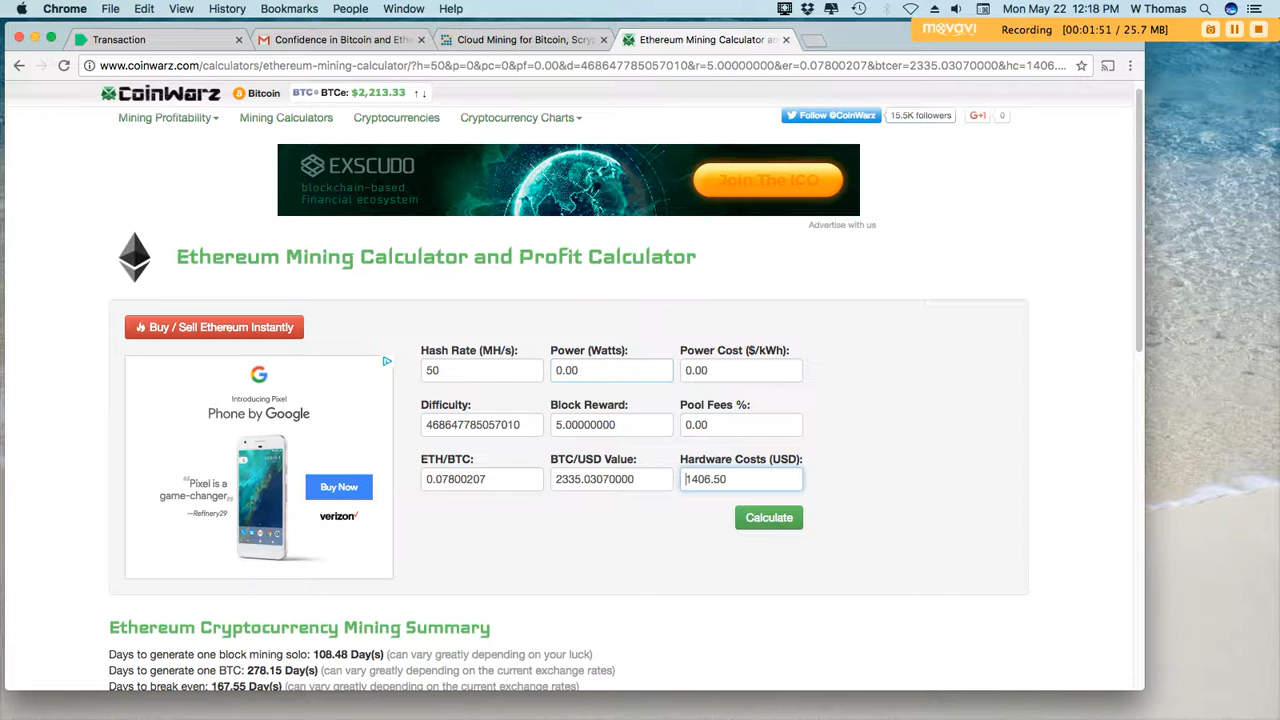 Chrome File Edit View History Bookmarks People Window Help Mon May 22 12:18 PM W Thomas
movavi Recording (00:01:51 / 25.7 MB)
Transaction Confidence in Bitcoin and Eth Cloud Mining for Bitcoin, Scryp Ethereum Mining Calculator an
www.coinwarz.com/calculators/ethereum-mining-calculator/?h=5&p=0&pc=0&pf=0.00&d=468647785057010&r=5.00000000&er=0.07800207&btcer=2335.03070000&hc=1406....
CoinWarz Bitcoin BTC BTCe: $2,213.33 ↑ ↓
Mining Profitability Mining Calculators Cryptocurrencies Cryptocurrency Charts Follow @CoinWarz 15.5K followers G+1 0
EXSCUDO
blockchain-based
financial ecosystem
Join The ICO
Advertise with us
Ethereum Mining Calculator and Profit Calculator
Buy / Sell Ethereum Instantly
Introducing Pixel
Phone by Google
"Pixel is a
game-changer"
—Refinery29
Buy Now
verizon✓
Hash Rate (MH/s): Power (Watts): Power Cost ($/kWh):
50 0.00 0.00
Difficulty: Block Reward: Pool Fees %:
468647785057010 5.00000000 0.00
ETH/BTC: BTC/USD Value: Hardware Costs (USD):
0.07800207 2335.03070000 1406.50
Calculate
Ethereum Cryptocurrency Mining Summary
Days to generate one block mining solo: 108.48 Day(s) (can vary greatly depending on your luck)
Days to generate one BTC: 278.15 Day(s) (can vary greatly depending on the current exchange rates)
Days to break even: 167.55 Day(s) (can vary greatly depending on the current exchange rates)